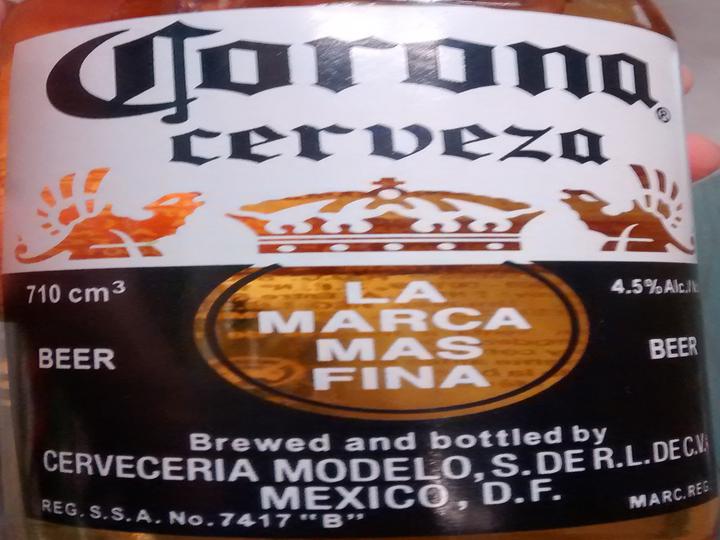 Corona®
cerveza
710 cm³
4.5% Alc./
LA
MARCA
MAS
FINA
BEER
BEER
Brewed and bottled by
CERVECERIA MODELO, S. DE R.L. DE C.V.
MEXICO, D.F.
REG. S.S.A. No. 7417 "B"
MARC. REG.